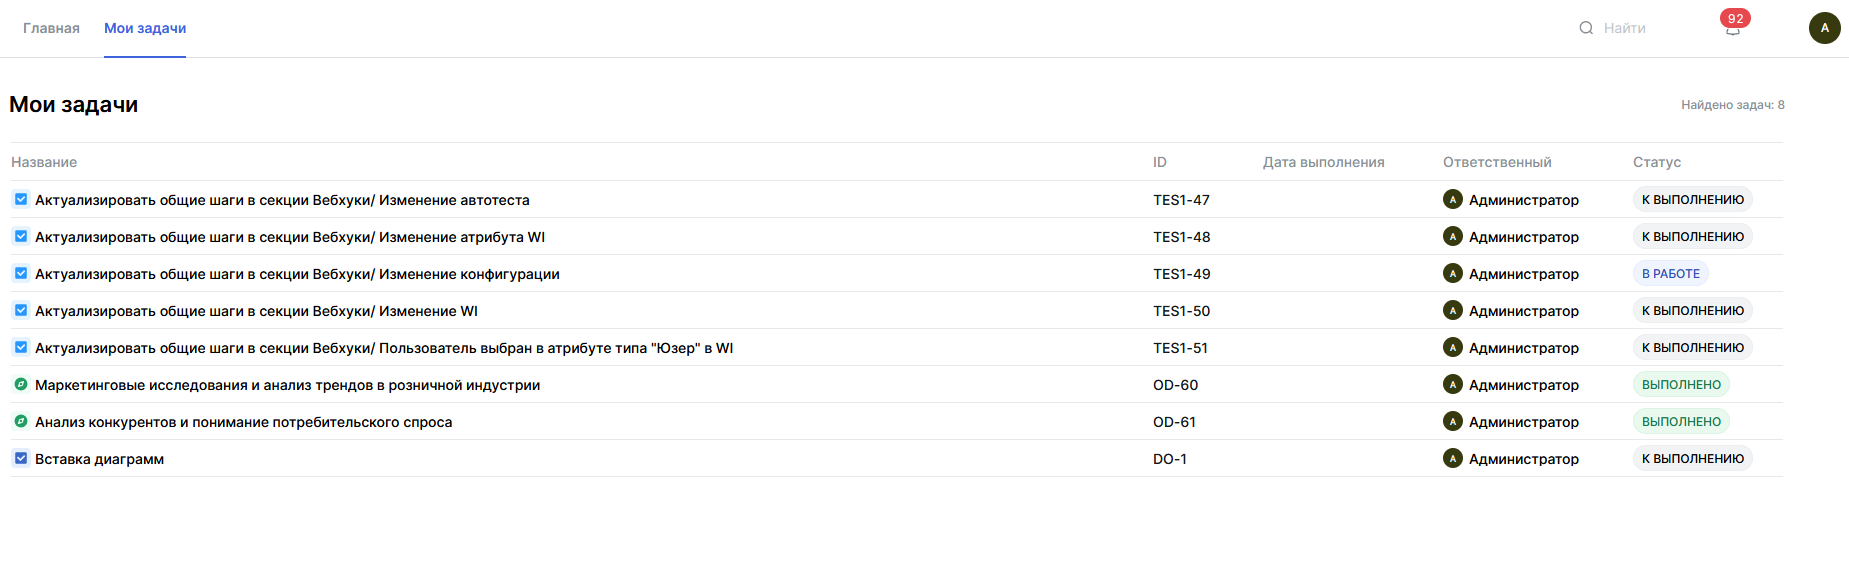 Главная Мои задачи Найти 92 A
Мои задачи Найдено задач: 8
Название ID Дата выполнения Ответственный Статус
Актуализировать общие шаги в секции Вебхуки/ Изменение автотеста TES1-47 A Администратор К ВЫПОЛНЕНИЮ
Актуализировать общие шаги в секции Вебхуки/ Изменение атрибута WI TES1-48 A Администратор К ВЫПОЛНЕНИЮ
Актуализировать общие шаги в секции Вебхуки/ Изменение конфигурации TES1-49 A Администратор В РАБОТЕ
Актуализировать общие шаги в секции Вебхуки/ Изменение WI TES1-50 A Администратор К ВЫПОЛНЕНИЮ
Актуализировать общие шаги в секции Вебхуки/ Пользователь выбран в атрибуте типа "Юзер" в WI TES1-51 A Администратор К ВЫПОЛНЕНИЮ
Маркетинговые исследования и анализ трендов в розничной индустрии OD-60 A Администратор ВЫПОЛНЕНО
Анализ конкурентов и понимание потребительского спроса OD-61 A Администратор ВЫПОЛНЕНО
Вставка диаграмм DO-1 A Администратор К ВЫПОЛНЕНИЮ